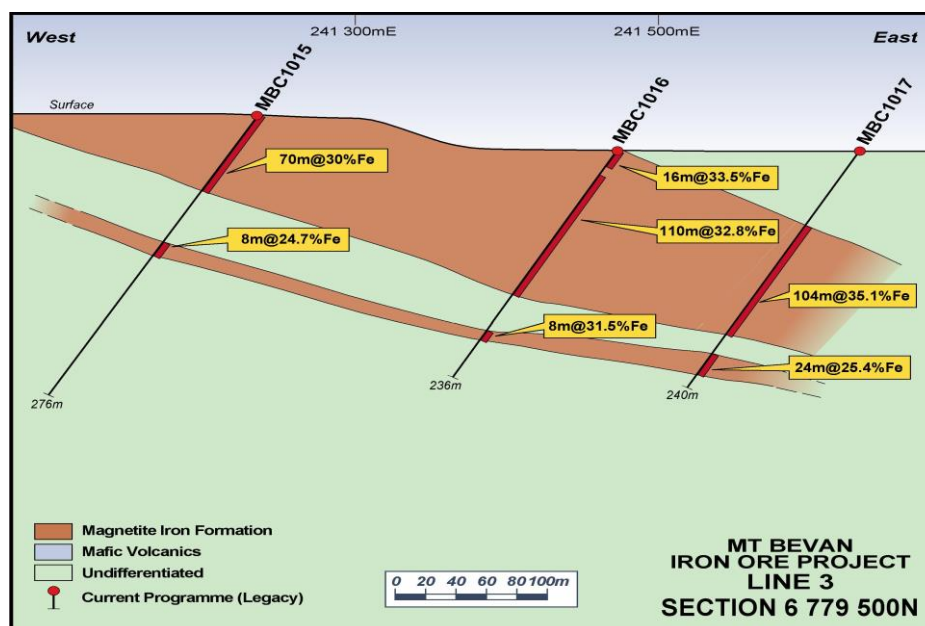 West
241 300mE
241 500mE
East
Surface
MBC1015
MBC1016
MBC1017
70m@30%Fe
16m@33.5%Fe
110m@32.8%Fe
8m@24.7%Fe
104m@35.1%Fe
8m@31.5%Fe
24m@25.4%Fe
276m
236m
240m
Magnetite Iron Formation
Mafic Volcanics
Undifferentiated
Current Programme (Legacy)
0 20 40 60 80 100m
MT BEVAN
IRON ORE PROJECT
LINE 3
SECTION 6 779 500N